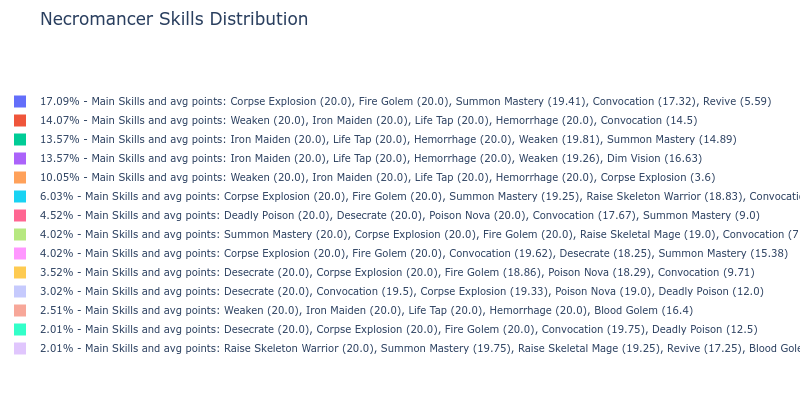 Necromancer Skills Distribution
17.09% - Main Skills and avg points: Corpse Explosion (20.0), Fire Golem (20.0), Summon Mastery (19.41), Convocation (17.32), Revive (5.59)
14.07% - Main Skills and avg points: Weaken (20.0), Iron Maiden (20.0), Life Tap (20.0), Hemorrhage (20.0), Convocation (14.5)
13.57% - Main Skills and avg points: Iron Maiden (20.0), Life Tap (20.0), Hemorrhage (20.0), Weaken (19.81), Summon Mastery (14.89)
13.57% - Main Skills and avg points: Iron Maiden (20.0), Life Tap (20.0), Hemorrhage (20.0), Weaken (19.26), Dim Vision (16.63)
10.05% - Main Skills and avg points: Weaken (20.0), Iron Maiden (20.0), Life Tap (20.0), Hemorrhage (20.0), Corpse Explosion (3.6)
6.03% - Main Skills and avg points: Corpse Explosion (20.0), Fire Golem (20.0), Summon Mastery (19.25), Raise Skeleton Warrior (18.83),
4.52% - Main Skills and avg points: Deadly Poison (20.0), Desecrate (20.0), Poison Nova (20.0), Convocation (17.67), Summon Mastery (9.0)
4.02% - Main Skills and avg points: Summon Mastery (20.0), Corpse Explosion (20.0), Fire Golem (20.0), Raise Skeletal Mage (19.0), Convocation (7
4.02% - Main Skills and avg points: Corpse Explosion (20.0), Fire Golem (20.0), Convocation (19.62), Desecrate (18.25), Summon Mastery (15.38)
3.52% - Main Skills and avg points: Desecrate (20.0), Corpse Explosion (20.0), Fire Golem (18.86), Poison Nova (18.29), Convocation (9.71)
3.02% - Main Skills and avg points: Desecrate (20.0), Convocation (19.5), Corpse Explosion (19.33), Poison Nova (19.0), Deadly Poison (12.0)
2.51% - Main Skills and avg points: Weaken (20.0), Iron Maiden (20.0), Life Tap (20.0), Hemorrhage (20.0), Blood Golem (16.4)
2.01% - Main Skills and avg points: Desecrate (20.0), Corpse Explosion (20.0), Fire Golem (20.0), Convocation (19.75), Deadly Poison (12.5)
2.01% - Main Skills and avg points: Raise Skeleton Warrior (20.0), Summon Mastery (19.75), Raise Skeletal Mage (19.25), Revive (17.25), Blood